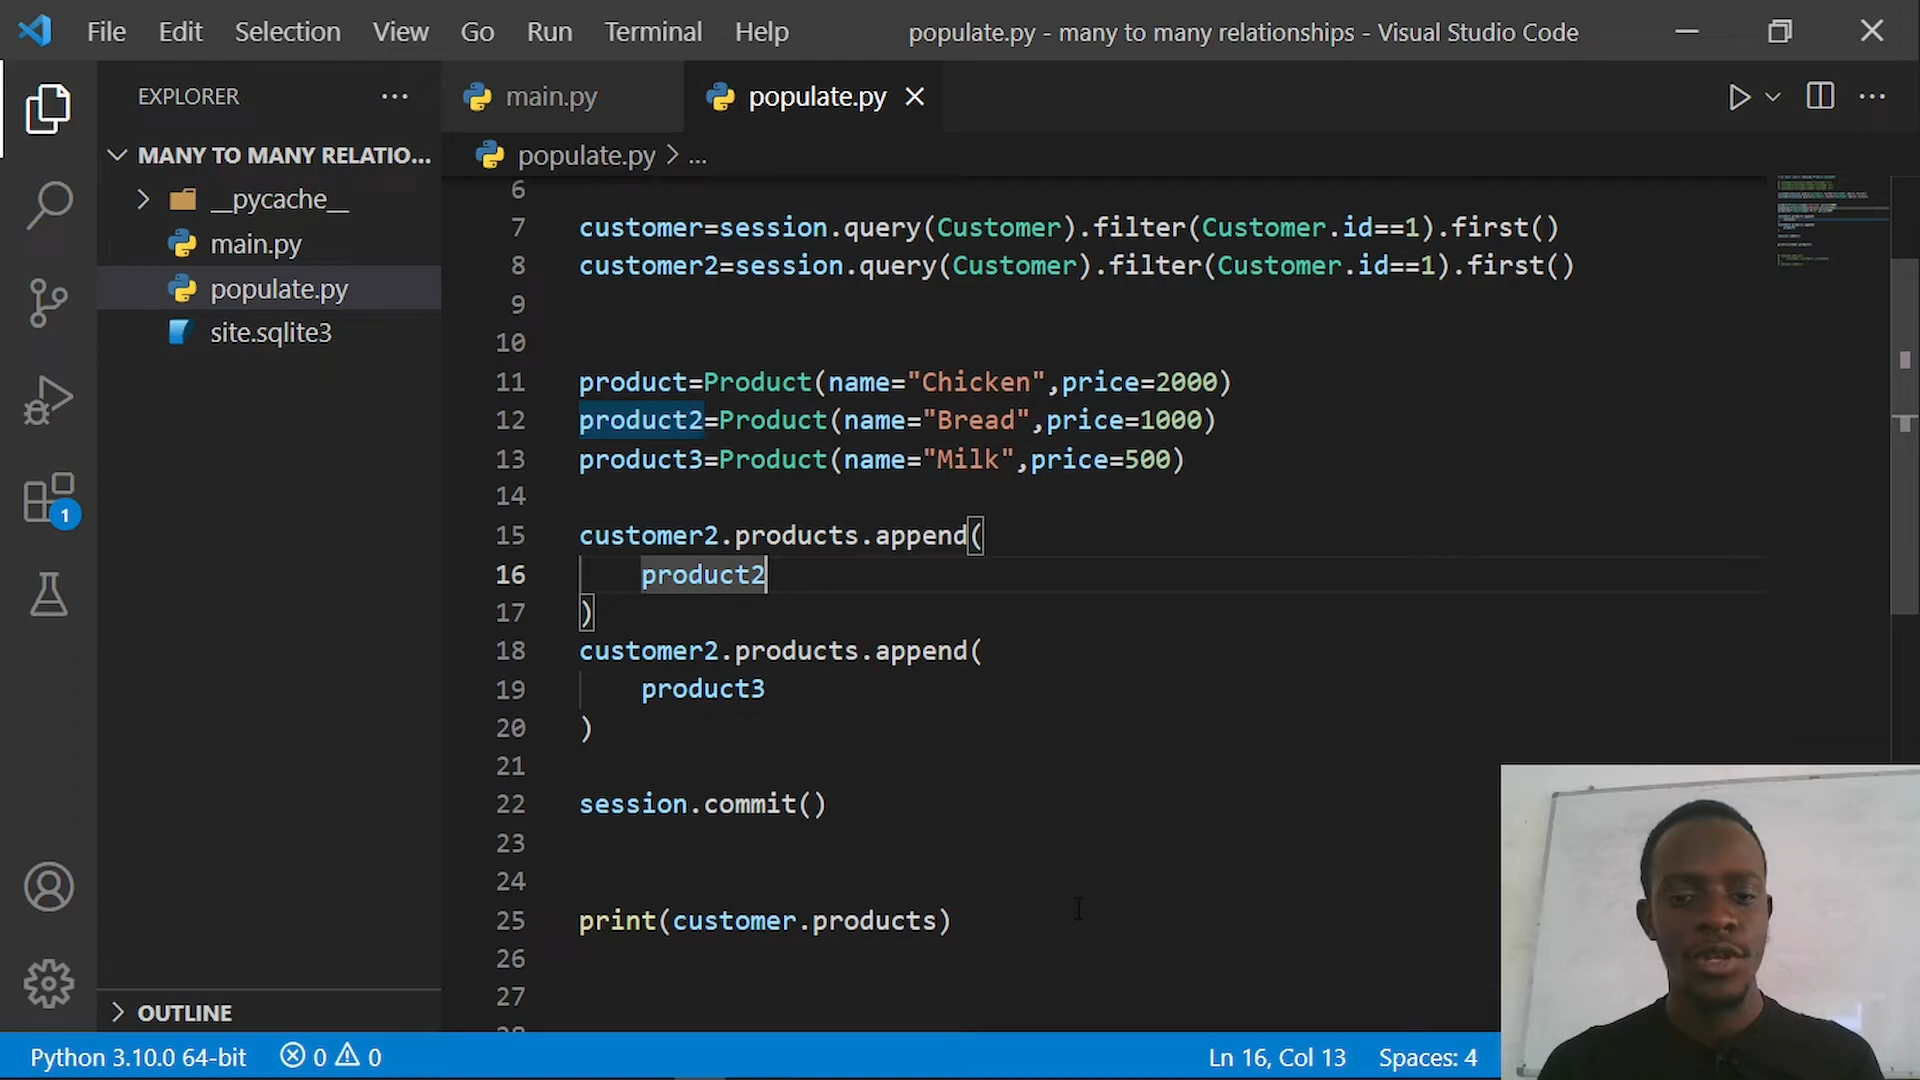 File Edit Selection View Go Run Terminal Help populate.py - many to many relationships - Visual Studio Code
EXPLORER
MANY TO MANY RELATIO...
__pycache__
main.py
populate.py
site.sqlite3
OUTLINE
1
main.py populate.py
populate.py > ...
6
7 customer=session.query(Customer).filter(Customer.id==1).first()
8 customer2=session.query(Customer).filter(Customer.id==1).first()
9
10
11 product=Product(name="Chicken",price=2000)
12 product2=Product(name="Bread",price=1000)
13 product3=Product(name="Milk",price=500)
14
15 customer2.products.append(
16 product2
17 )
18 customer2.products.append(
19 product3
20 )
21
22 session.commit()
23
24
25 print(customer.products)
26
27
Python 3.10.0 64-bit 0 0 Ln 16, Col 13 Spaces: 4